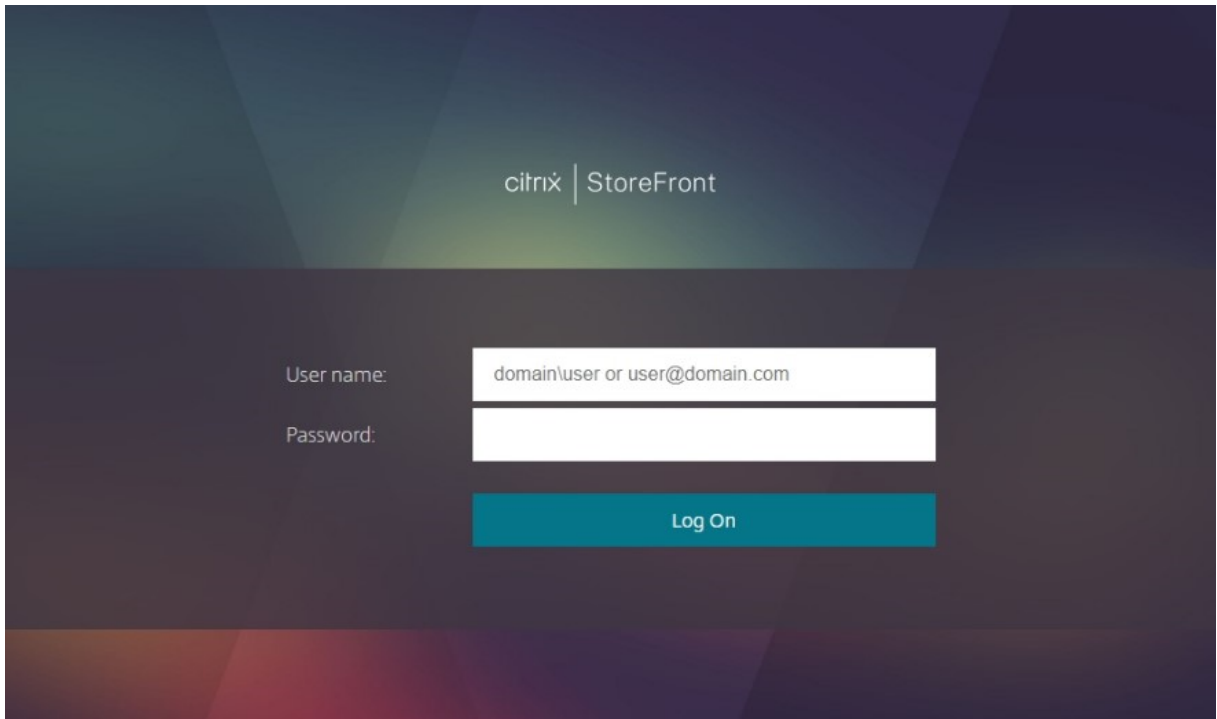 citrix | StoreFront
User name:
domain\user or user@domain.com
Password:
Log On